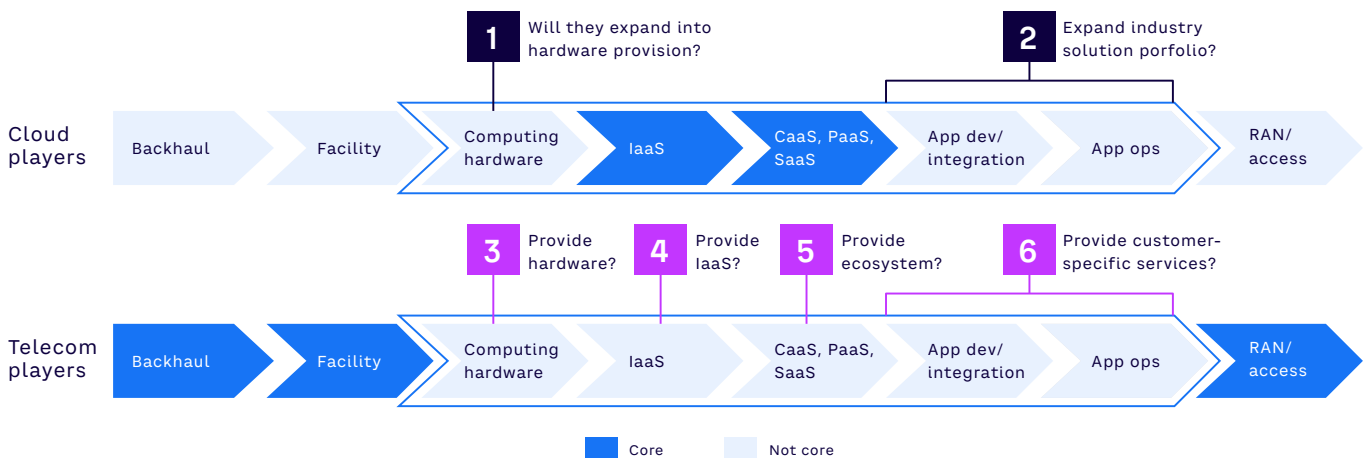 1
Will they expand into
hardware provision?
2
Expand industry
solution porfolio?
Cloud
players
Backhaul
Facility
Computing
hardware
IaaS
CaaS, PaaS,
SaaS
App dev/
integration
App ops
RAN/
access
3
Provide
hardware?
4
Provide
IaaS?
5
Provide
ecosystem?
6
Provide customer-
specific services?
Telecom
players
Backhaul
Facility
Computing
hardware
IaaS
CaaS, PaaS,
SaaS
App dev/
integration
App ops
RAN/
access
Core
Not core